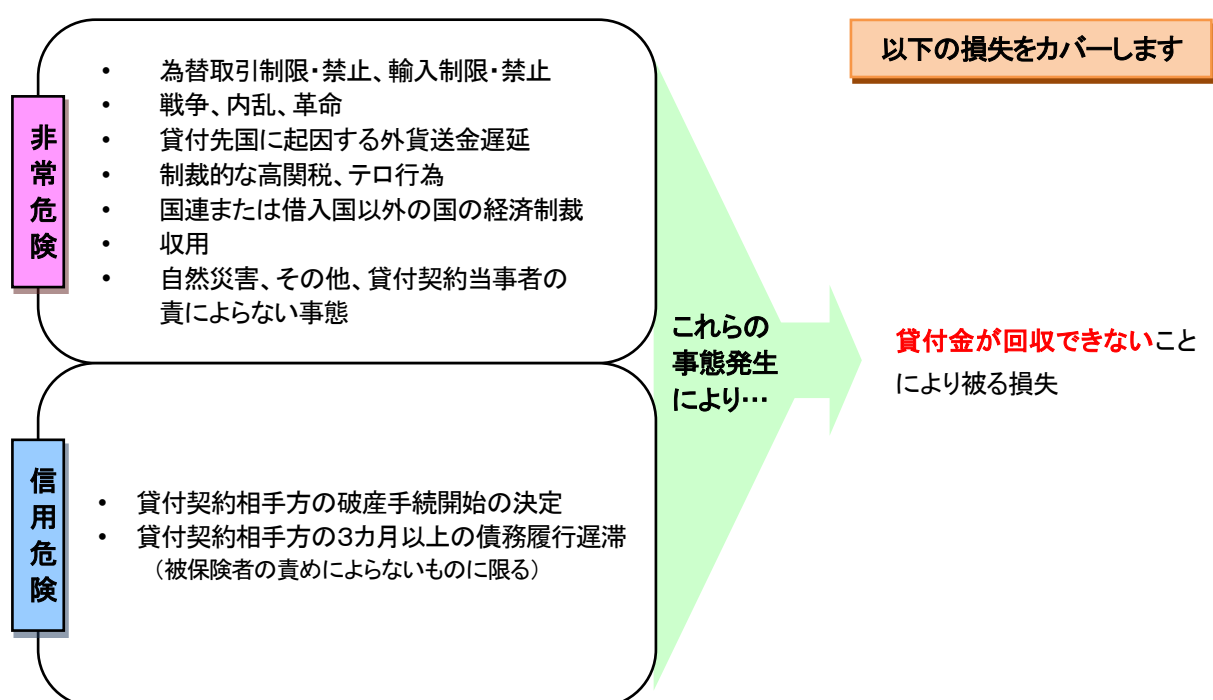 以下の損失をカバーします
非常危険
• 為替取引制限・禁止、輸入制限・禁止
• 戦争、内乱、革命
• 貸付先国に起因する外貨送金遅延
• 制裁的な高関税、テロ行為
• 国連または借入国以外の国の経済制裁
• 収用
• 自然災害、その他、貸付契約当事者の
責によらない事態
信用危険
• 貸付契約相手方の破産手続開始の決定
• 貸付契約相手方の3カ月以上の債務履行遅滞
（被保険者の責めによらないものに限る）
これらの
事態発生
により…
貸付金が回収できないこと
により被る損失